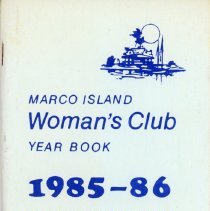 MARCO ISLAND
Woman's Club
YEAR BOOK
1985-86